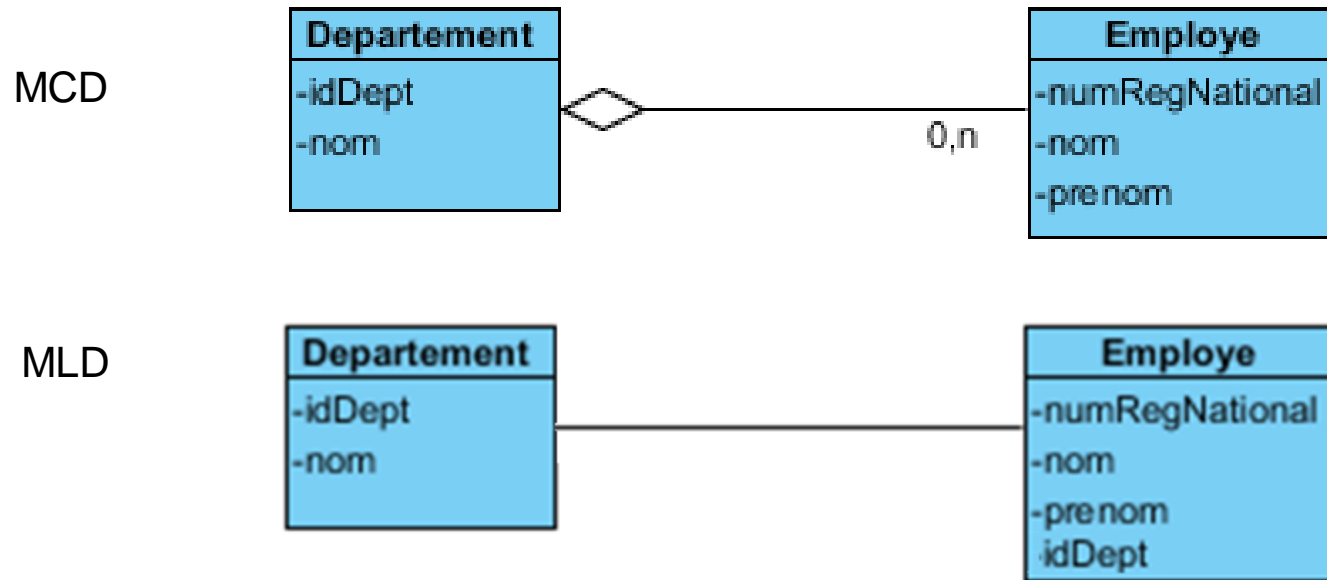 MCD
Departement
-idDept
-nom
0,n
Employe
-numRegNational
-nom
-prenom
MLD
Departement
-idDept
-nom
Employe
-numRegNational
-nom
-prenom
-idDept